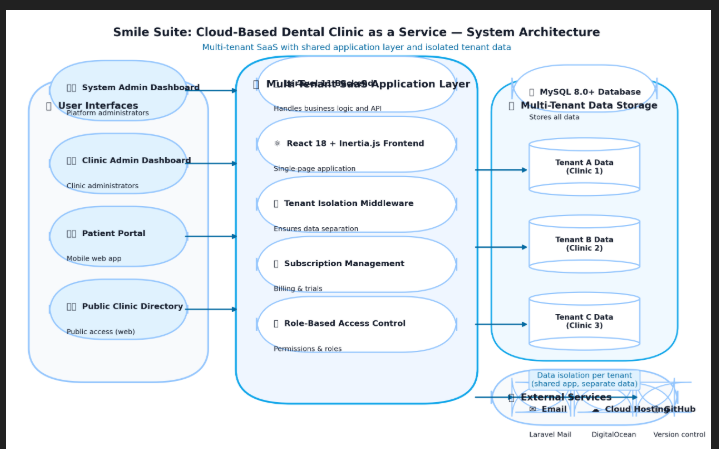 Smile Suite: Cloud-Based Dental Clinic as a Service — System Architecture
Multi-tenant SaaS with shared application layer and isolated tenant data
User Interfaces
System Admin Dashboard
Platform administrators
Clinic Admin Dashboard
Clinic administrators
Patient Portal
Mobile web app
Public Clinic Directory
Public access (web)
Multi-Tenant SaaS Application Layer
Handles business logic and API
⚛ React 18 + Inertia.js Frontend
Single page application
Tenant Isolation Middleware
Ensures data separation
Subscription Management
Billing & trials
Role-Based Access Control
Permissions & roles
MySQL 8.0+ Database
Multi-Tenant Data Storage
Stores all data
Tenant A Data
(Clinic 1)
Tenant B Data
(Clinic 2)
Tenant C Data
(Clinic 3)
Data isolation per tenant
(shared app, separate data)
External Services
✉ Email
☁ Cloud Hosting
GitHub
Laravel Mail
DigitalOcean
Version control